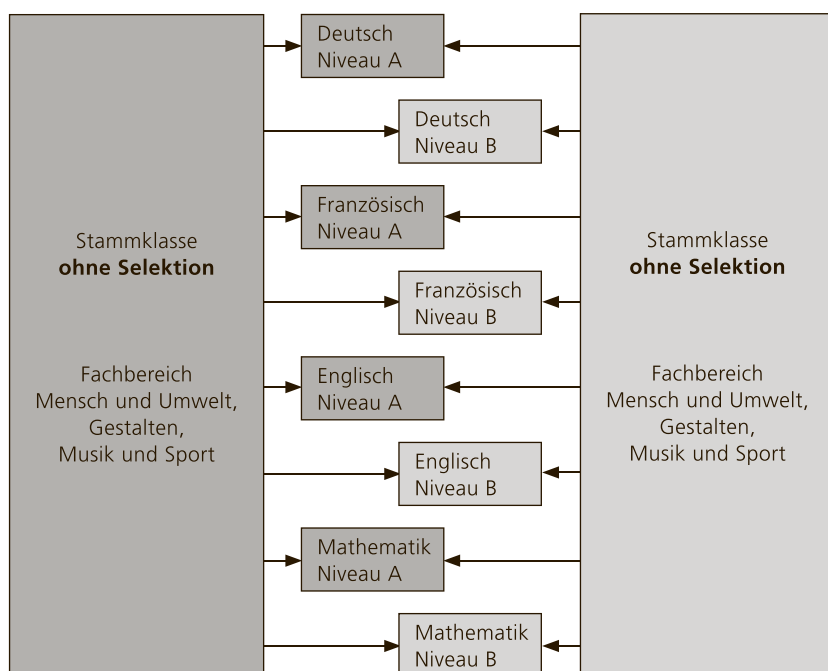 Stammklasse
ohne Selektion
Fachbereich
Mensch und Umwelt,
Gestalten,
Musik und Sport
Deutsch
Niveau A
Deutsch
Niveau B
Französisch
Niveau A
Französisch
Niveau B
Englisch
Niveau A
Englisch
Niveau B
Mathematik
Niveau A
Mathematik
Niveau B
Stammklasse
ohne Selektion
Fachbereich
Mensch und Umwelt,
Gestalten,
Musik und Sport